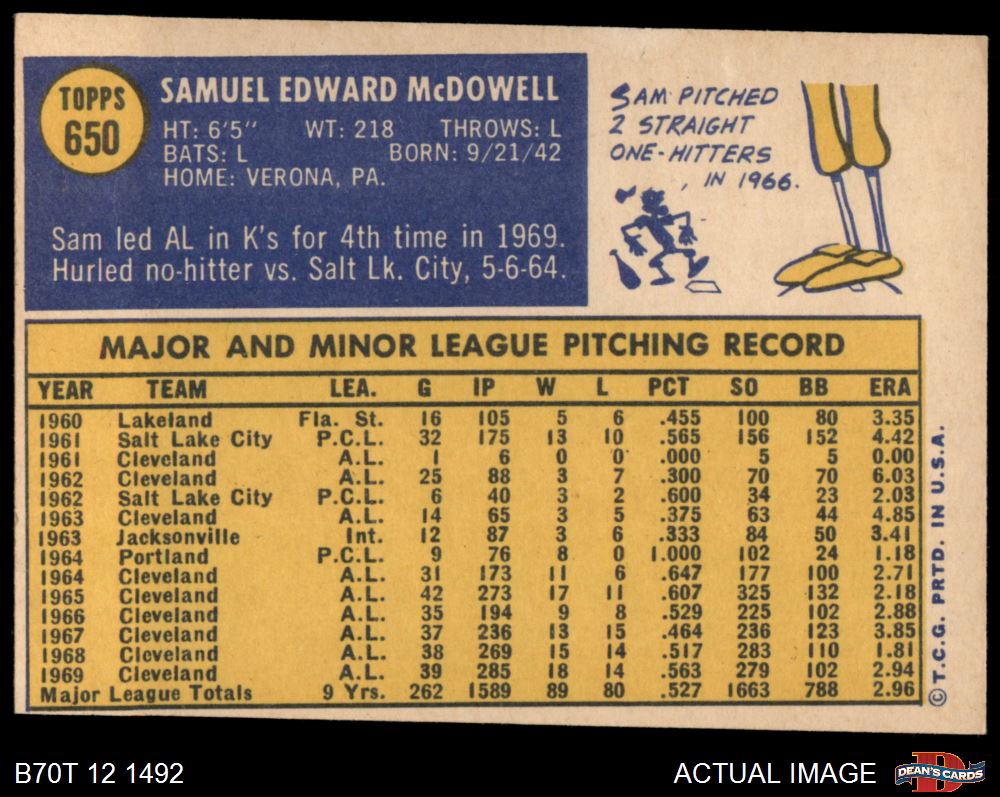 TOPPS
650
SAMUEL EDWARD McDOWELL
HT: 6'5" WT: 218 THROWS: L
BATS: L BORN: 9/21/42
HOME: VERONA, PA.
Sam led AL in K's for 4th time in 1969.
Hurled no-hitter vs. Salt Lk. City, 5-6-64.
SAM PITCHED
2 STRAIGHT
ONE-HITTERS
, IN 1966.
MAJOR AND MINOR LEAGUE PITCHING RECORD
YEAR TEAM LEA. G IP W L PCT SO BB ERA
1960 Lakeland Fla. St. 16 105 5 6 .455 100 80 3.35
1961 Salt Lake City P.C.L. 32 175 13 10 .565 156 152 4.42
1961 Cleveland A.L. 1 6 0 0 .000 5 5 0.00
1962 Cleveland A.L. 25 88 3 7 .300 70 70 6.03
1962 Salt Lake City P.C.L. 6 40 3 2 .600 34 23 2.03
1963 Cleveland A.L. 14 65 3 5 .375 63 44 4.85
1963 Jacksonville Int. 12 87 3 6 .333 84 50 3.41
1964 Portland P.C.L. 9 76 8 0 1.000 102 24 1.18
1964 Cleveland A.L. 31 173 11 6 .647 177 100 2.71
1965 Cleveland A.L. 42 273 17 11 .607 325 132 2.18
1966 Cleveland A.L. 35 194 9 8 .529 225 102 2.88
1967 Cleveland A.L. 37 236 13 15 .464 236 123 3.85
1968 Cleveland A.L. 38 269 15 14 .517 283 110 1.81
1969 Cleveland A.L. 39 285 18 14 .563 279 102 2.94
Major League Totals 9 Yrs. 262 1589 89 80 .527 1663 788 2.96
© T.C.G. PRTD. IN U.S.A.
B70T 12 1492
ACTUAL IMAGE
D
DEAN'S CARDS